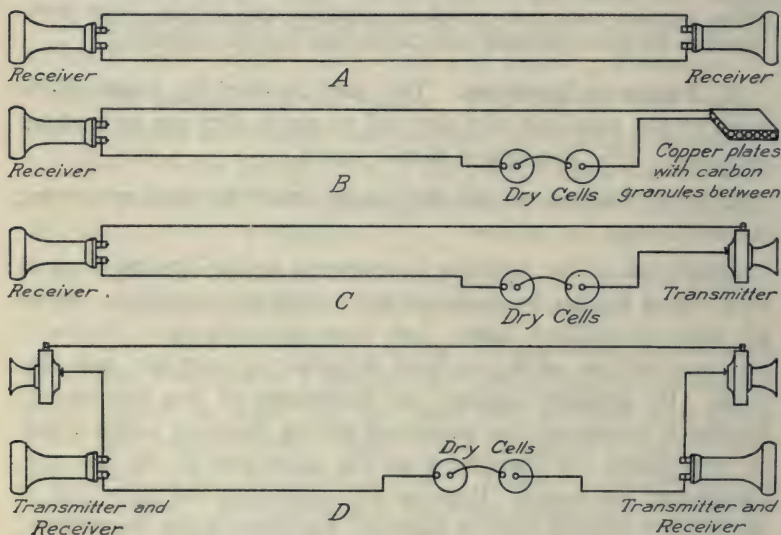 Receiver
A
Receiver
Receiver
B
Dry Cells
Copper plates
with carbon
granules between
Receiver
C
Dry Cells
Transmitter
Dry Cells
Transmitter and
Receiver
D
Transmitter and
Receiver